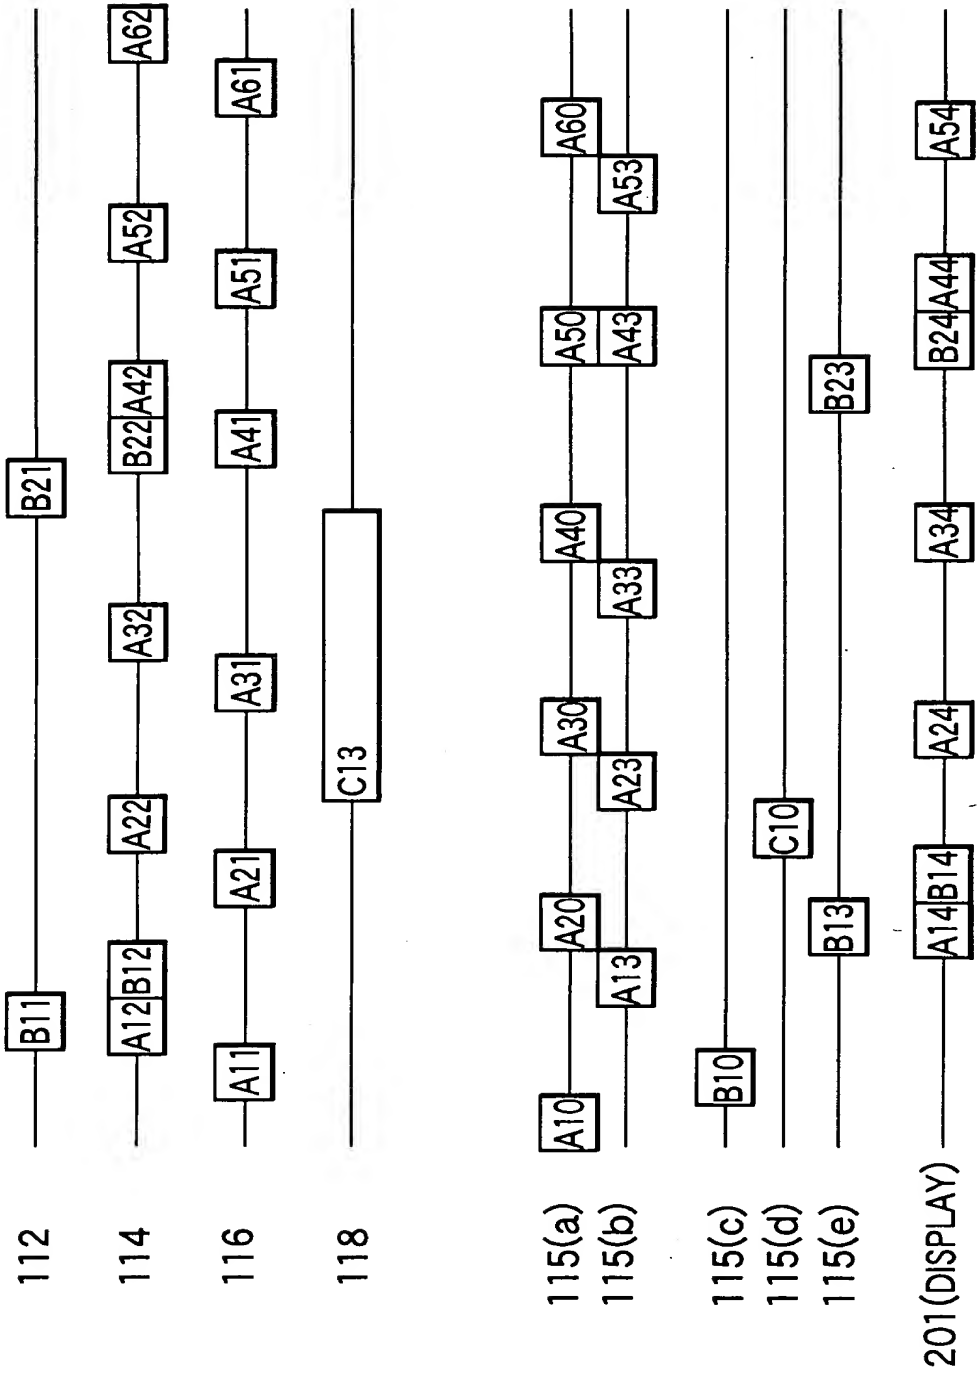 112 B11 B21
114 A12 B12 A22 A32 B22 A42 A52 A62
116 A11 A21 A31 A41 A51 A61
118 C13
115(a) A10 A20 A30 A40 A50 A60
115(b) A13 A23 A33 A43 A53
115(c) B10
115(d) C10
115(e) B13 B23
201(DISPLAY) A14 B14 A24 A34 B24 A44 A54